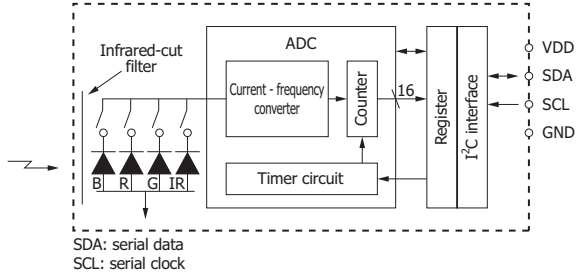 Infrared-cut
filter
ADC
Current - frequency
converter
Counter
16
Register
I²C interface
VDD
SDA
SCL
GND
B R G IR
Timer circuit
SDA: serial data
SCL: serial clock